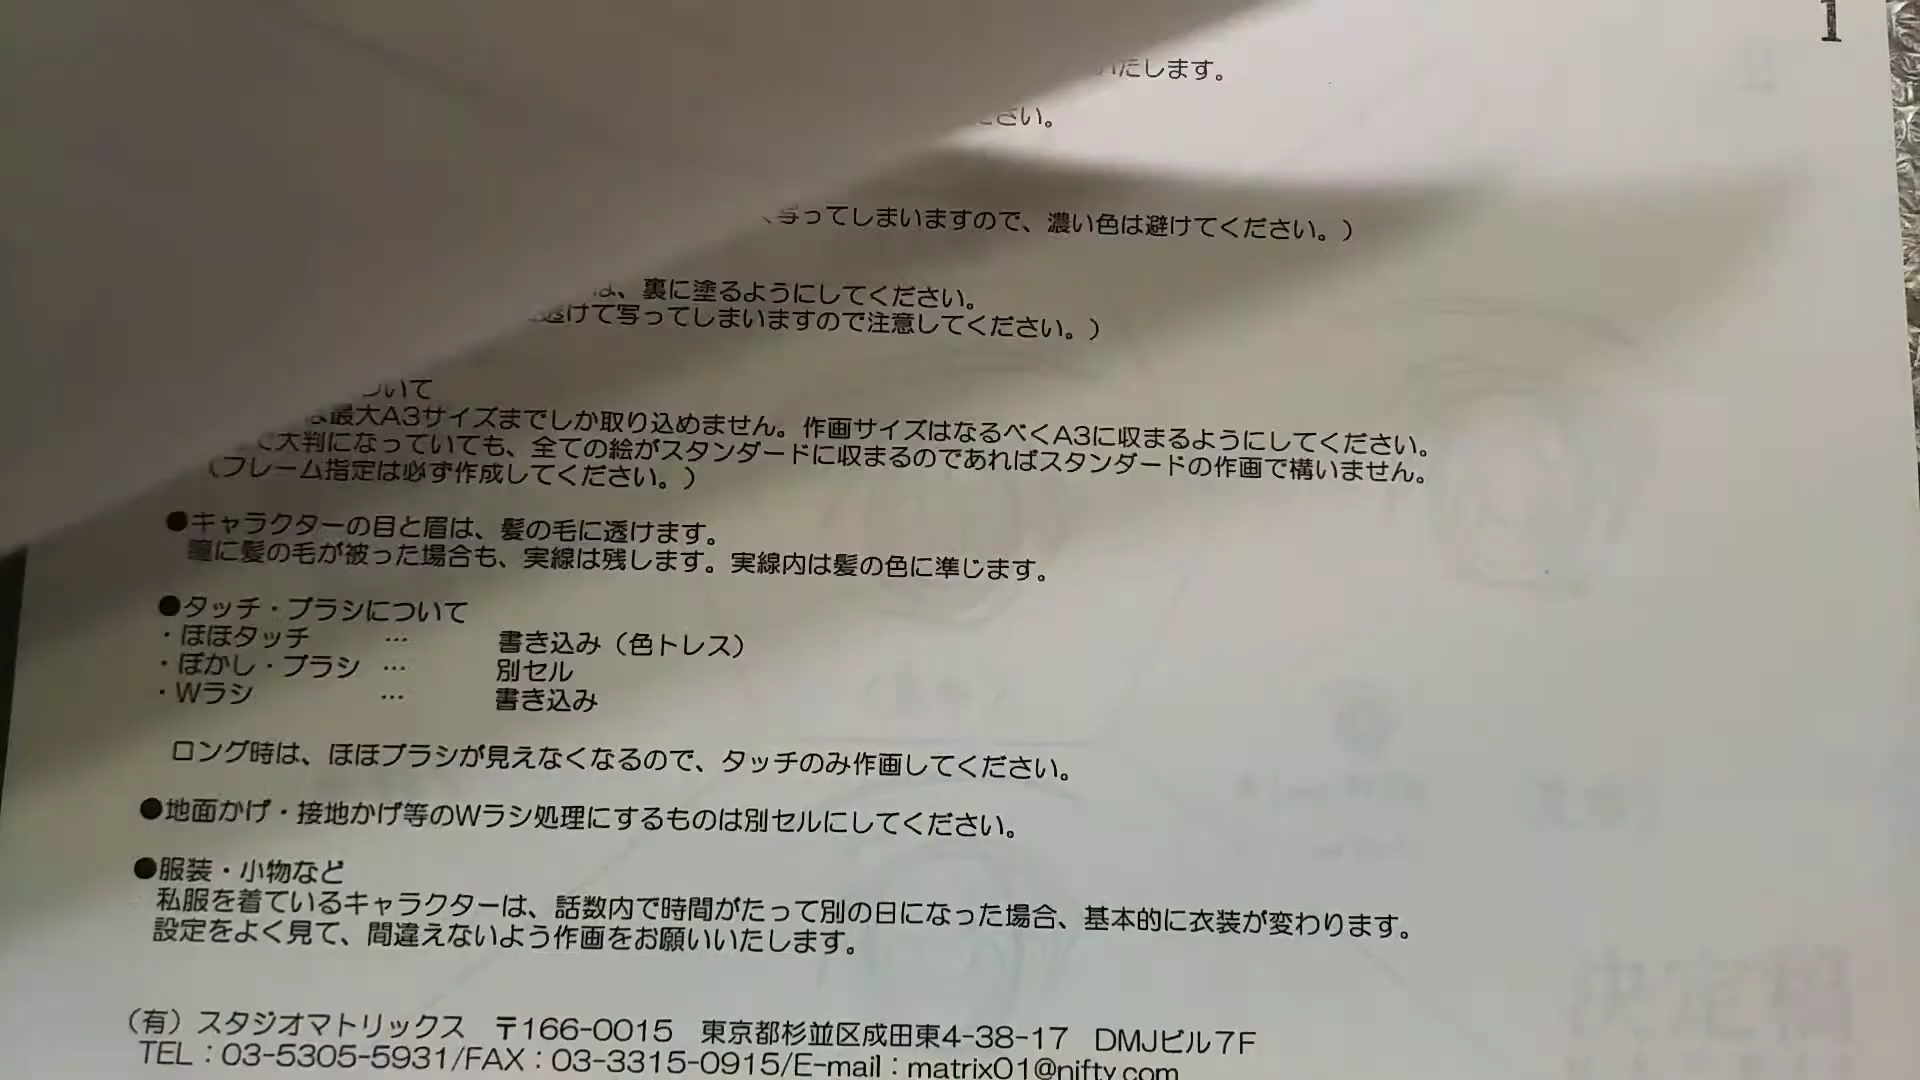 1
いたします。
ださい。
写ってしまいますので、濃い色は避けてください。）
は、裏に塗るようにしてください。
透けて写ってしまいますので注意してください。）
ついて
は最大A3サイズまでしか取り込めません。作画サイズはなるべくA3に収まるようにしてください。
大判になっていても、全ての絵がスタンダードに収まるのであればスタンダードの作画で構いません。
（フレーム指定は必ず作成してください。）
●キャラクターの目と眉は、髪の毛に透けます。
瞳に髪の毛が被った場合も、実線は残します。実線内は髪の色に準じます。
●タッチ・ブラシについて
・ほほタッチ … 書き込み（色トレス）
・ぼかし・ブラシ … 別セル
・Wラシ … 書き込み
ロング時は、ほほブラシが見えなくなるので、タッチのみ作画してください。
●地面かげ・接地かげ等のWラシ処理にするものは別セルにしてください。
●服装・小物など
私服を着ているキャラクターは、話数内で時間がたって別の日になった場合、基本的に衣装が変わります。
設定をよく見て、間違えないよう作画をお願いいたします。
（有）スタジオマトリックス 〒166-0015 東京都杉並区成田東4-38-17 DMJビル7F
TEL：03-5305-5931/FAX：03-3315-0915/E-mail：matrix01@nifty.com
決定稿